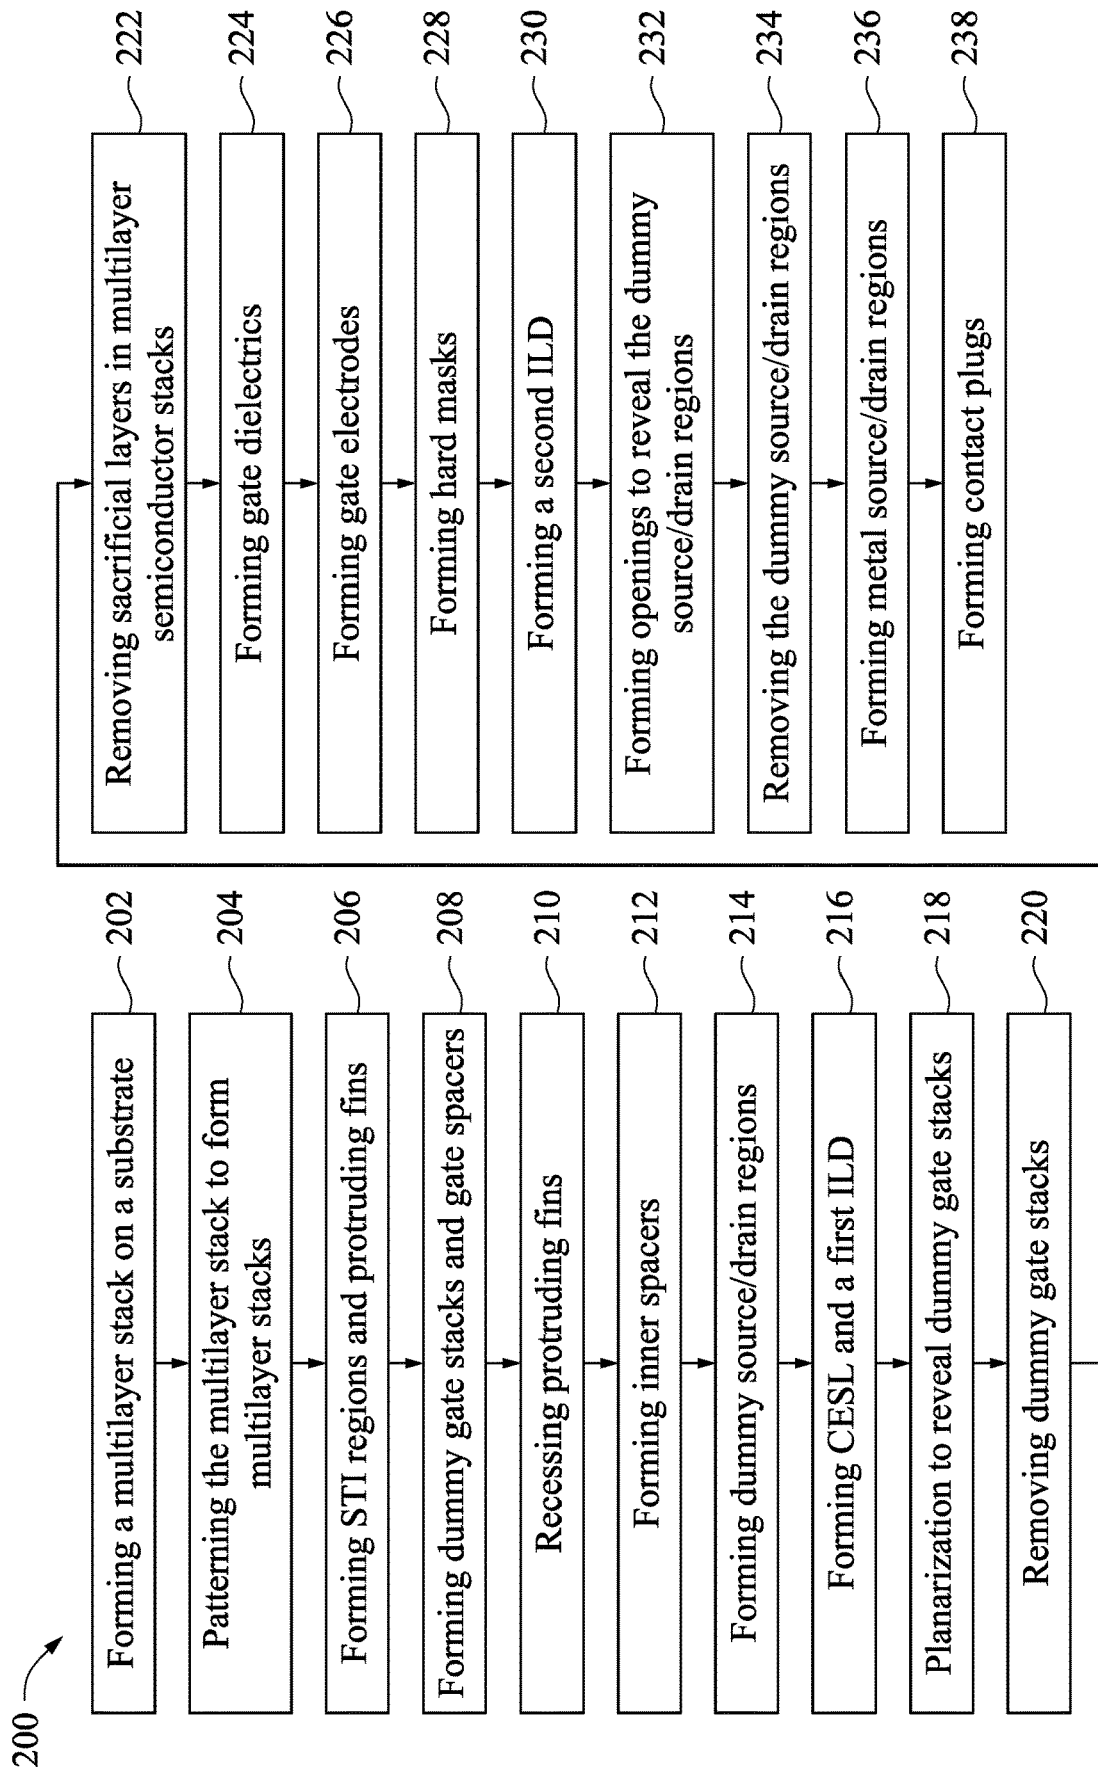 200
Forming a multilayer stack on a substrate
202
Patterning the multilayer stack to form
multilayer stacks
204
Forming STI regions and protruding fins
206
Forming dummy gate stacks and gate spacers
208
Recessing protruding fins
210
Forming inner spacers
212
Forming dummy source/drain regions
214
Forming CESL and a first ILD
216
Planarization to reveal dummy gate stacks
218
Removing dummy gate stacks
220
Removing sacrificial layers in multilayer
semiconductor stacks
222
Forming gate dielectrics
224
Forming gate electrodes
226
Forming hard masks
228
Forming a second ILD
230
Forming openings to reveal the dummy
source/drain regions
232
Removing the dummy source/drain regions
234
Forming metal source/drain regions
236
Forming contact plugs
238